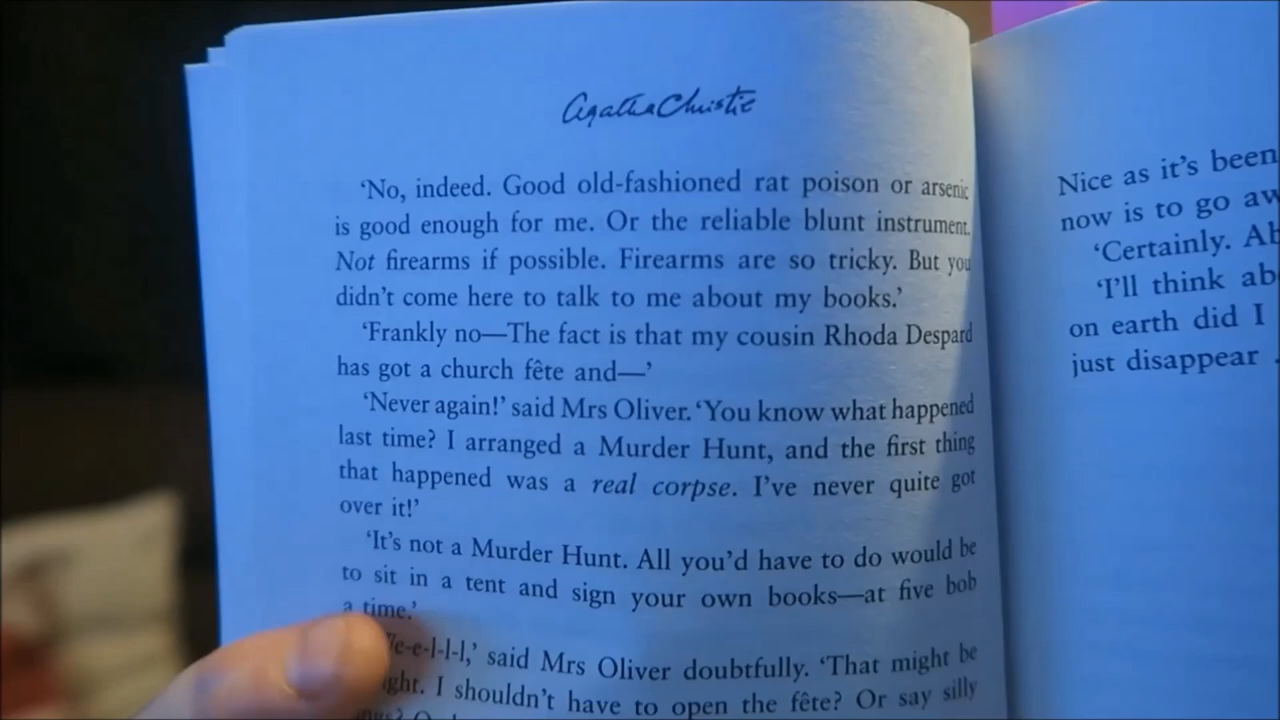 Agatha Christie
‘No, indeed. Good old-fashioned rat poison or arsenic
is good enough for me. Or the reliable blunt instrument.
Not firearms if possible. Firearms are so tricky. But you
didn’t come here to talk to me about my books.’
‘Frankly no—The fact is that my cousin Rhoda Despard
has got a church fête and—’
‘Never again!’ said Mrs Oliver. ‘You know what happened
last time? I arranged a Murder Hunt, and the first thing
that happened was a real corpse. I’ve never quite got
over it!’
‘It’s not a Murder Hunt. All you’d have to do would be
to sit in a tent and sign your own books—at five bob
a time.’
said Mrs Oliver doubtfully. ‘That might be
I shouldn’t have to open the fête? Or say silly
Nice as it’s been
now is to go
‘Certainly.
‘I’ll think
on earth did I
just disappear